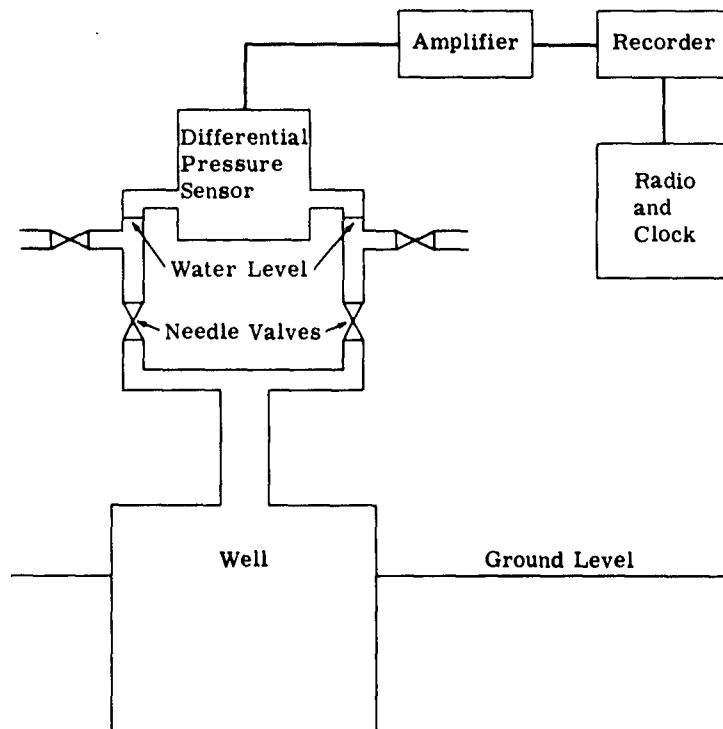 Amplifier
Recorder
Differential
Pressure
Sensor
Radio
and
Clock
Water Level
Needle Valves
Well
Ground Level